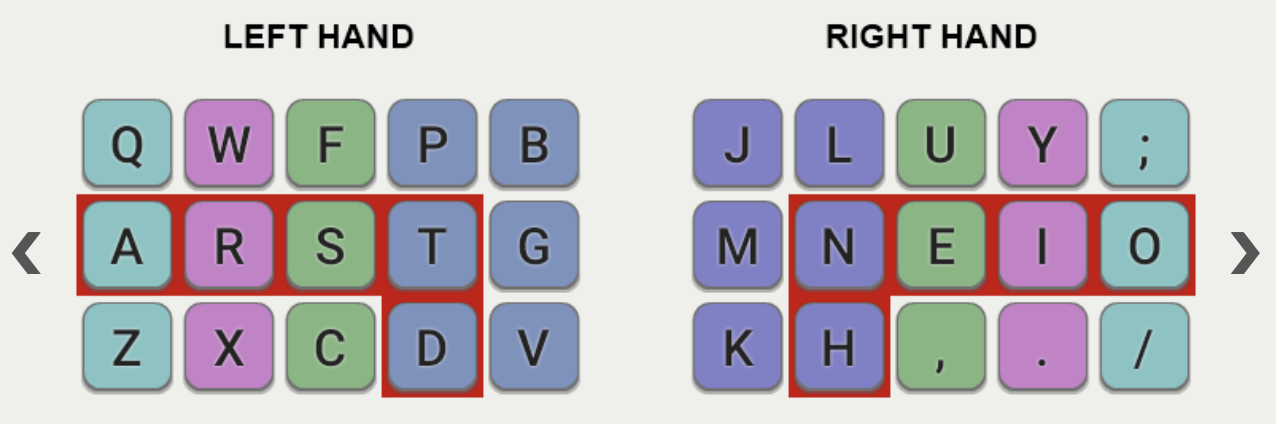 LEFT HAND RIGHT HAND
Q W F P B J L U Y ;
A R S T G M N E I O
Z X C D V K H , . /